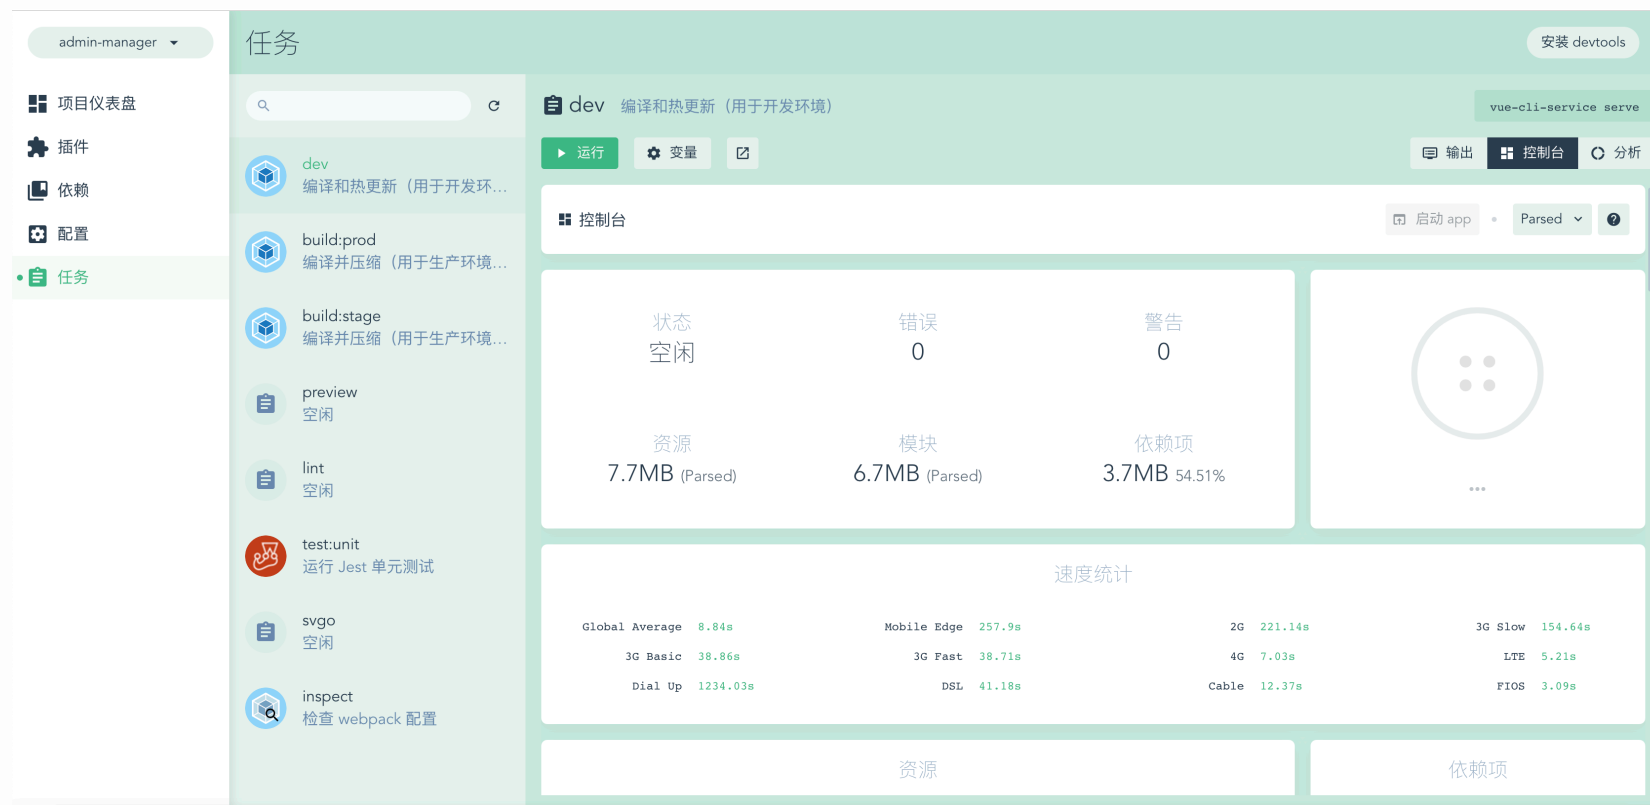 admin-manager
项目仪表盘
插件
依赖
配置
任务
任务
安装 devtools
dev
编译和热更新（用于开发环...
build:prod
编译并压缩（用于生产环境...
build:stage
编译并压缩（用于生产环境...
preview
空闲
lint
空闲
test:unit
运行 Jest 单元测试
svgo
空闲
inspect
检查 webpack 配置
dev 编译和热更新（用于开发环境）
vue-cli-service serve
运行 变量
输出 控制台 分析
控制台
启动 app Parsed
状态 错误 警告
空闲 0 0
资源 模块 依赖项
7.7MB (Parsed) 6.7MB (Parsed) 3.7MB 54.51%
速度统计
Global Average 8.84s Mobile Edge 257.9s 2G 221.14s 3G Slow 154.64s
3G Basic 38.86s 3G Fast 38.71s 4G 7.03s LTE 5.21s
Dial Up 1234.03s DSL 41.18s Cable 12.37s FIOS 3.09s
资源 依赖项